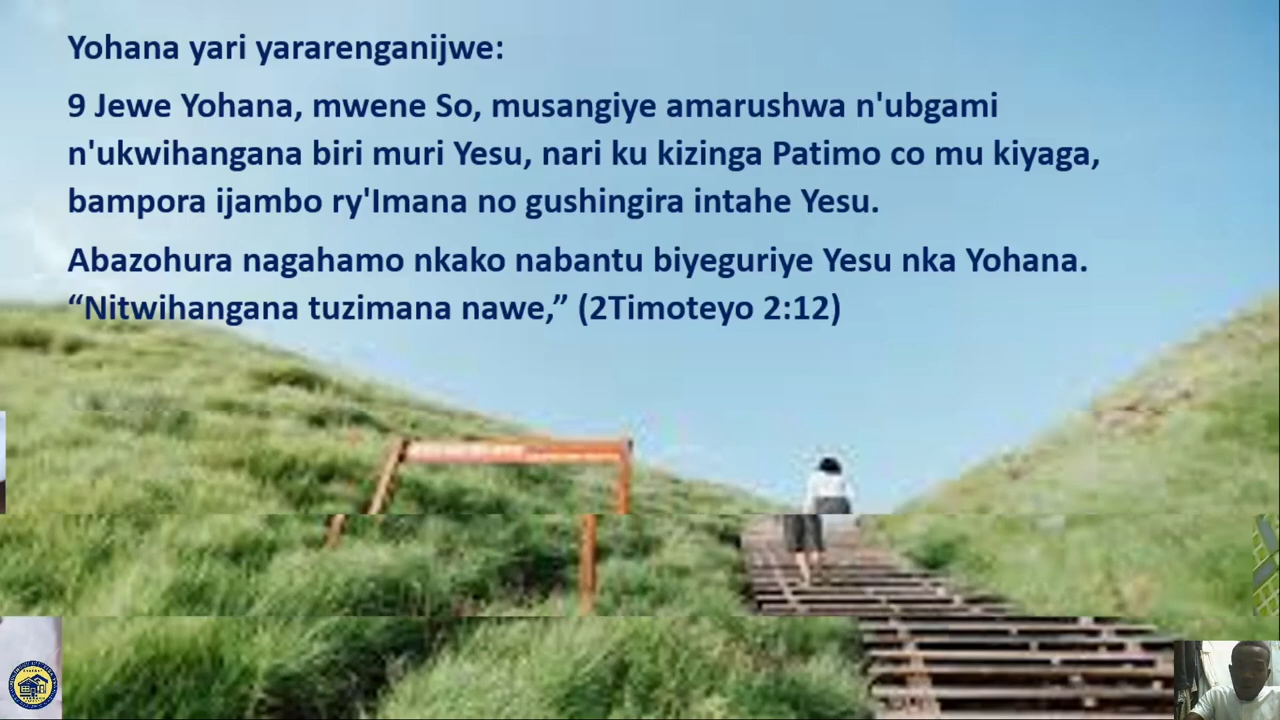 Yohana yari yararenganijwe:
9 Jewe Yohana, mwene So, musangiye amarushwa n'ubgami
n'ukwihangana biri muri Yesu, nari ku kizinga Patimo co mu kiyaga,
bampora ijambo ry'Imana no gushingira intahe Yesu.
Abazohura nagahamo nkako nabantu biyeguriye Yesu nka Yohana.
“Nitwihangana tuzimana nawe,” (2Timoteyo 2:12)